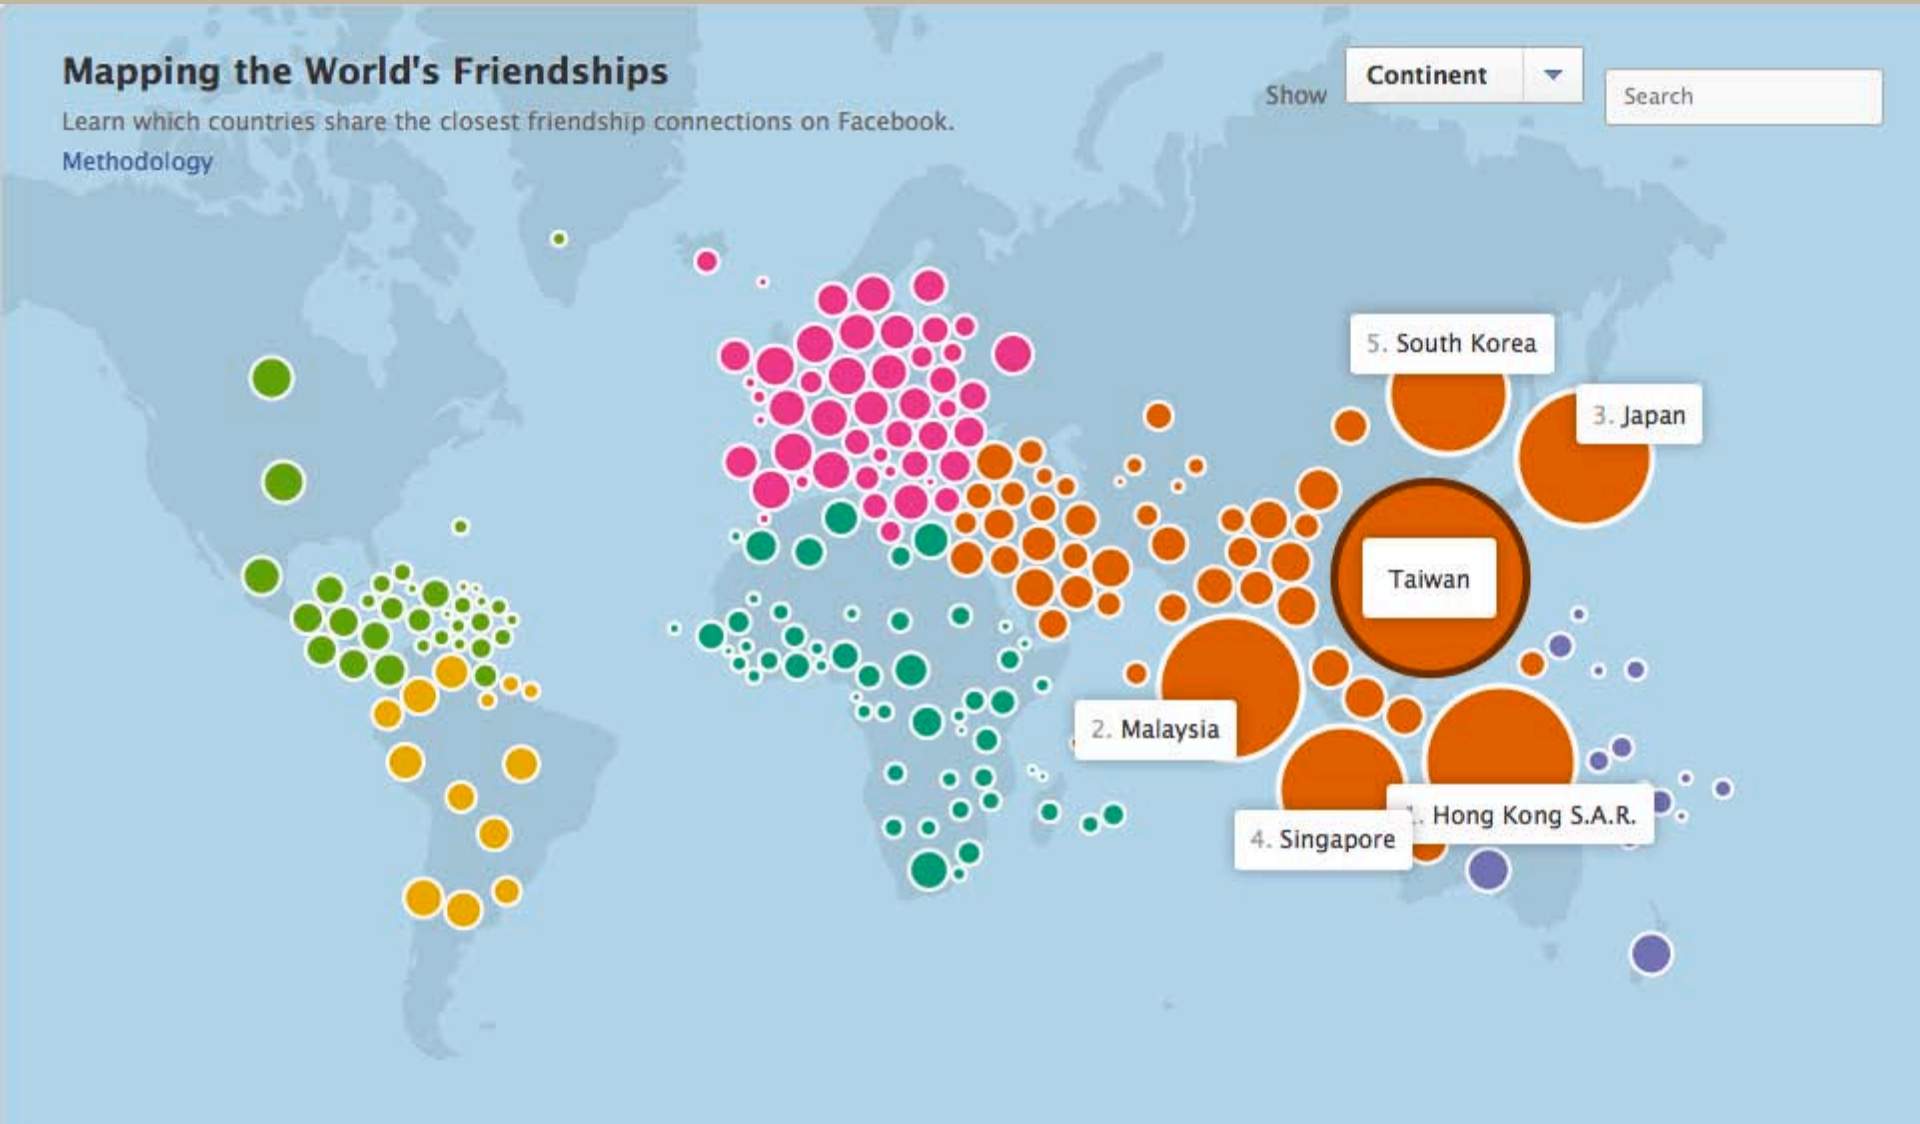 Mapping the World's Friendships
Learn which countries share the closest friendship connections on Facebook.
Methodology
Show
Continent
Search
5. South Korea
3. Japan
Taiwan
2. Malaysia
1. Hong Kong S.A.R.
4. Singapore